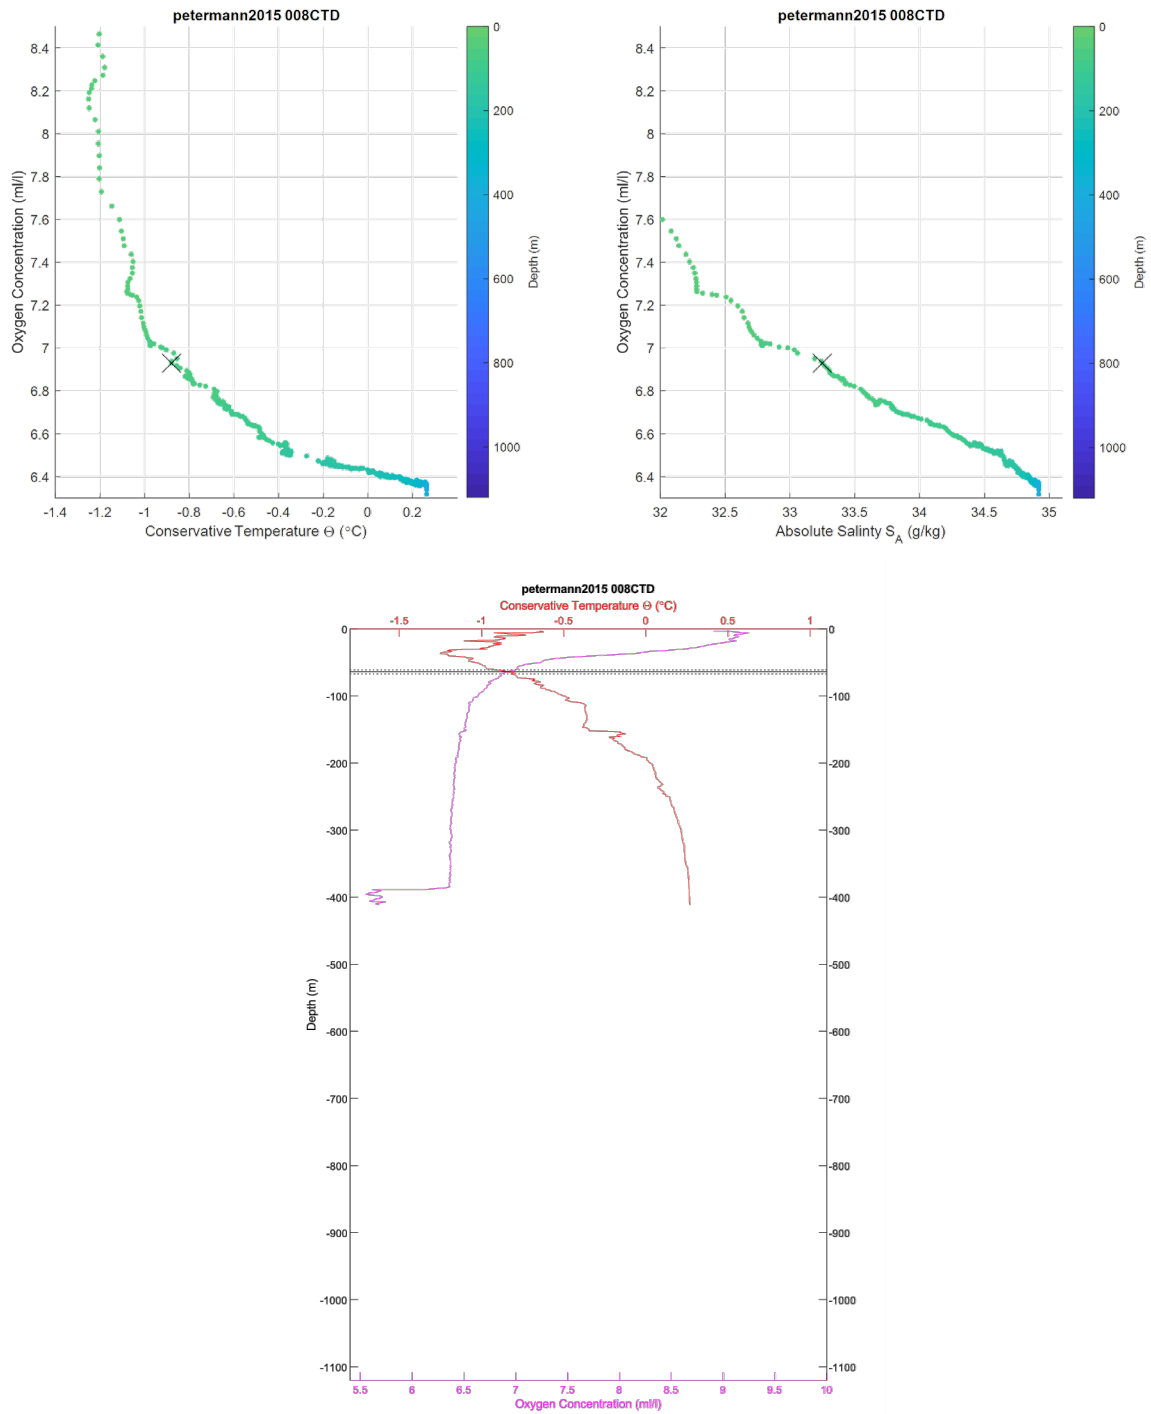 petermann2015 008CTD
8.4
8.2
8
7.8
7.6
7.4
7.2
7
6.8
6.6
6.4
Oxygen Concentration (ml/l)
-1.4 -1.2 -1 -0.8 -0.6 -0.4 -0.2 0 0.2
Conservative Temperature Θ (°C)
0
200
400
600
800
1000
Depth (m)
petermann2015 008CTD
8.4
8.2
8
7.8
7.6
7.4
7.2
7
6.8
6.6
6.4
Oxygen Concentration (ml/l)
32 32.5 33 33.5 34 34.5 35
Absolute Salinty S_A (g/kg)
0
200
400
600
800
1000
Depth (m)
petermann2015 008CTD
Conservative Temperature Θ (°C)
-1.5 -1 -0.5 0 0.5 1
0 0
-100 -100
-200 -200
-300 -300
-400 -400
-500 -500
-600 -600
-700 -700
-800 -800
-900 -900
-1000 -1000
-1100 -1100
Depth (m)
5.5 6 6.5 7 7.5 8 8.5 9 9.5 10
Oxygen Concentration (ml/l)